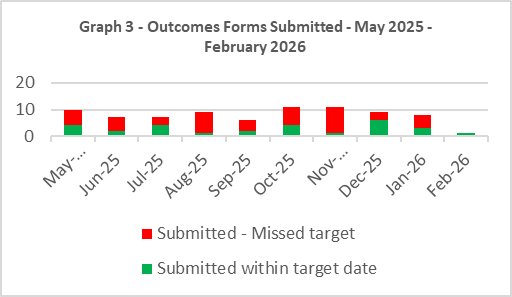 Graph 3 - Outcomes Forms Submitted - May 2025 -
February 2026
20
10
0
May-...
Jun-25
Jul-25
Aug-25
Sep-25
Oct-25
Nov-...
Dec-25
Jan-26
Feb-26
Submitted - Missed target
Submitted within target date